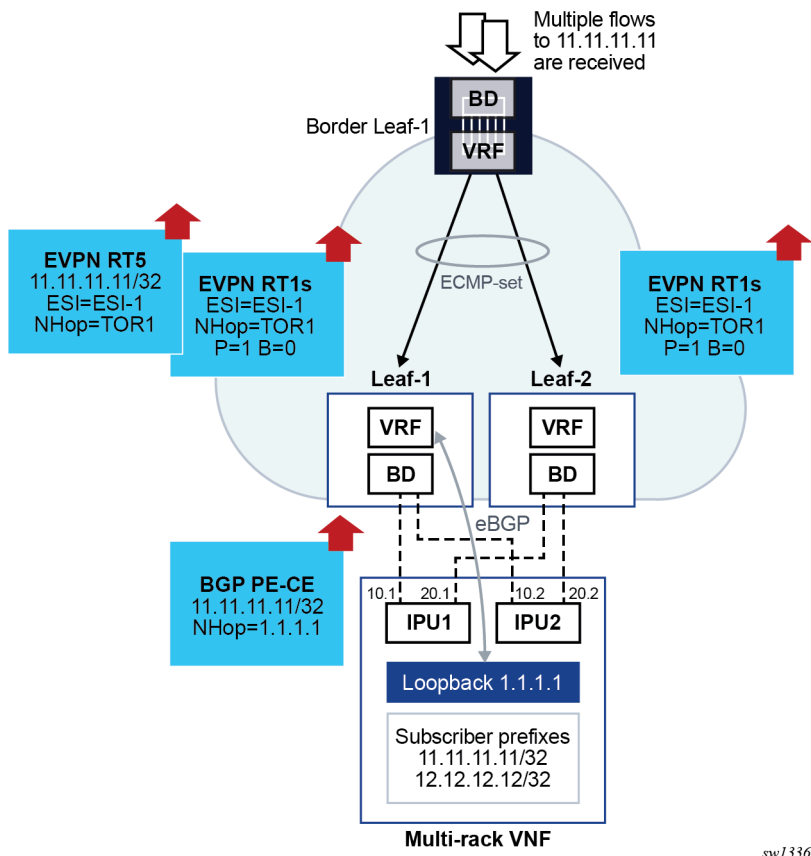 Multiple flows
to 11.11.11.11
are received
BD
Border Leaf-1
VRF
EVPN RT5
11.11.11.11/32
ESI=ESI-1
NHop=TOR1
EVPN RT1s
ESI=ESI-1
NHop=TOR1
P=1 B=0
ECMP-set
EVPN RT1s
ESI=ESI-1
NHop=TOR1
P=1 B=0
Leaf-1
Leaf-2
VRF
VRF
BD
BD
eBGP
BGP PE-CE
11.11.11.11/32
NHop=1.1.1.1
10.1
20.1
10.2
20.2
IPU1
IPU2
Loopback 1.1.1.1
Subscriber prefixes
11.11.11.11/32
12.12.12.12/32
Multi-rack VNF
sw1336